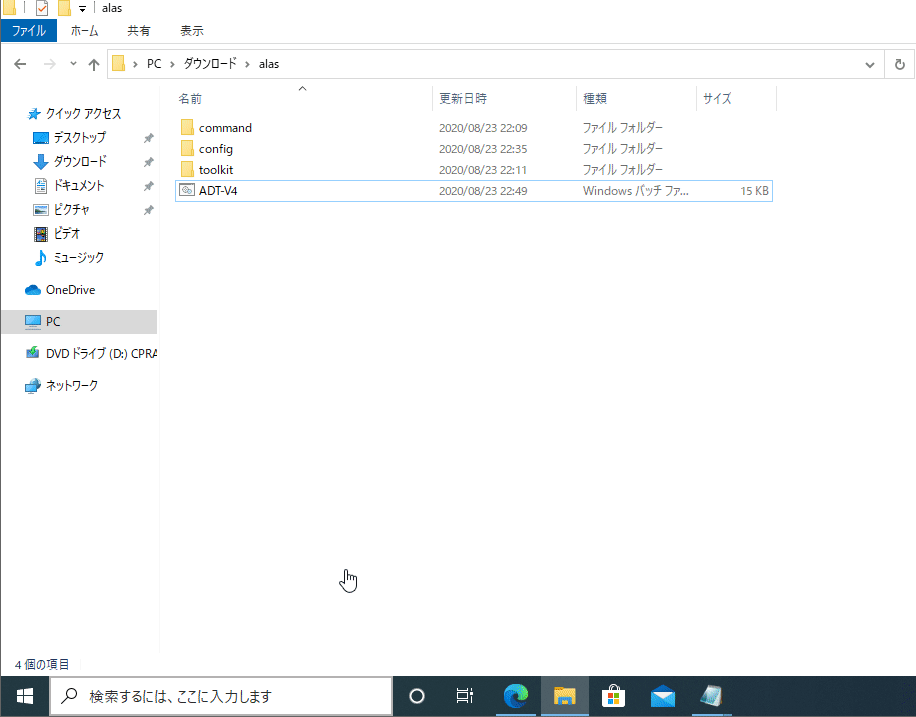 alas
ファイル ホーム 共有 表示
PC › ダウンロード › alas
名前 更新日時 種類 サイズ
クイック アクセス
デスクトップ
ダウンロード
ドキュメント
ピクチャ
ビデオ
ミュージック
OneDrive
PC
DVD ドライブ (D:) CPRA
ネットワーク
command 2020/08/23 22:09 ファイル フォルダー
config 2020/08/23 22:35 ファイル フォルダー
toolkit 2020/08/23 22:11 ファイル フォルダー
ADT-V4 2020/08/23 22:49 Windows バッチ ファ... 15 KB
4 個の項目
検索するには、ここに入力します